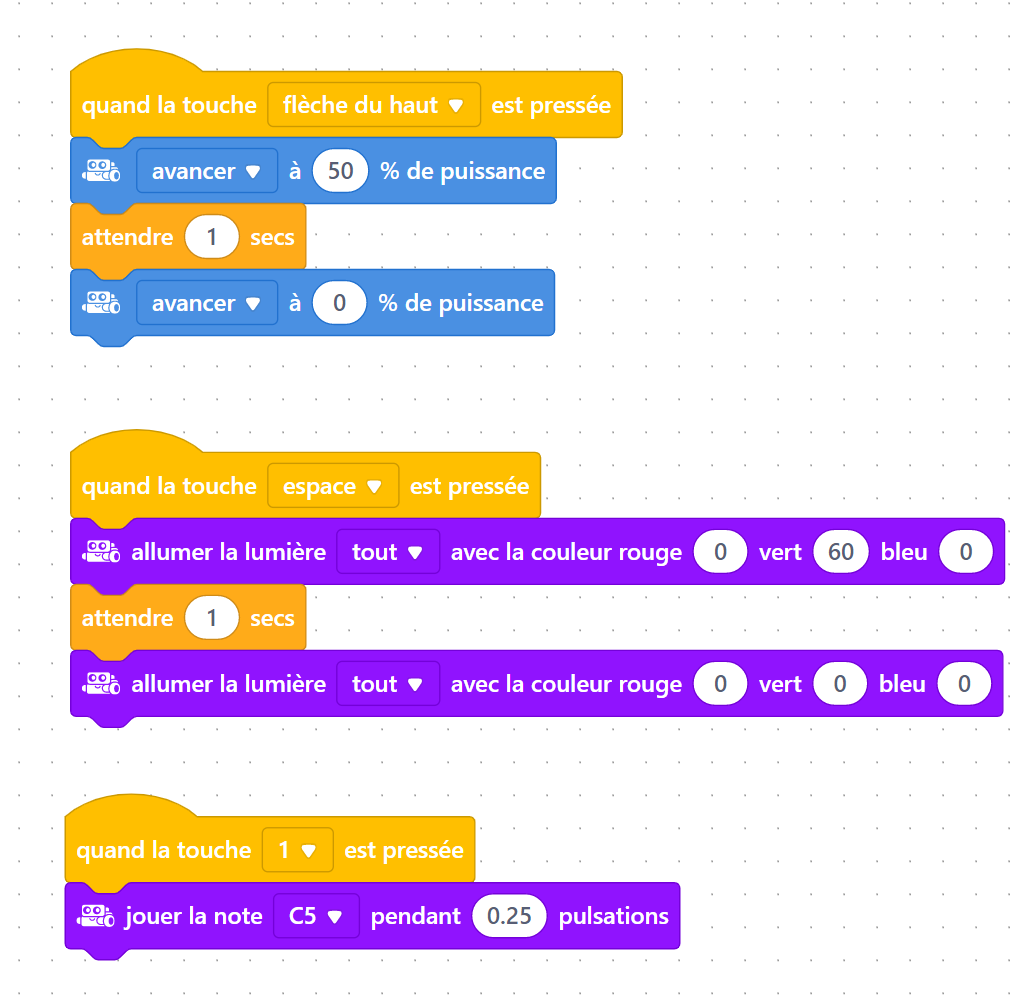 quand la touche flèche du haut est pressée
avancer à 50 % de puissance
attendre 1 secs
avancer à 0 % de puissance
quand la touche espace est pressée
allumer la lumière tout avec la couleur rouge 0 vert 60 bleu 0
attendre 1 secs
allumer la lumière tout avec la couleur rouge 0 vert 0 bleu 0
quand la touche 1 est pressée
jouer la note C5 pendant 0.25 pulsations